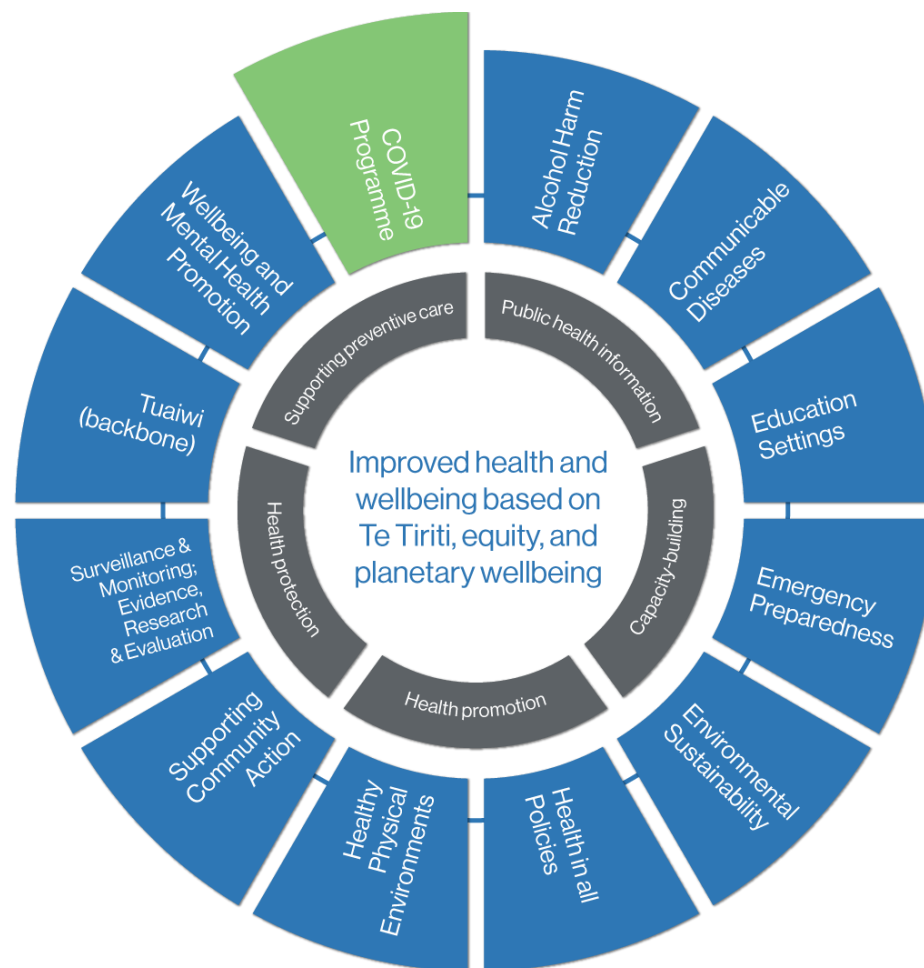 COVID-19
Programme
Alcohol Harm
Reduction
Communicable
Diseases
Education
Settings
Emergency
Preparedness
Environmental
Sustainability
Health in all
Policies
Healthy
Physical
Environments
Supporting
Community
Action
Surveillance &
Monitoring;
Evidence,
Research
& Evaluation
Tuaiwi
(backbone)
Wellbeing and
Mental Health
Promotion
Supporting preventive care
Public health information
Capacity-building
Health promotion
Health protection
Improved health and
wellbeing based on
Te Tiriti, equity, and
planetary wellbeing